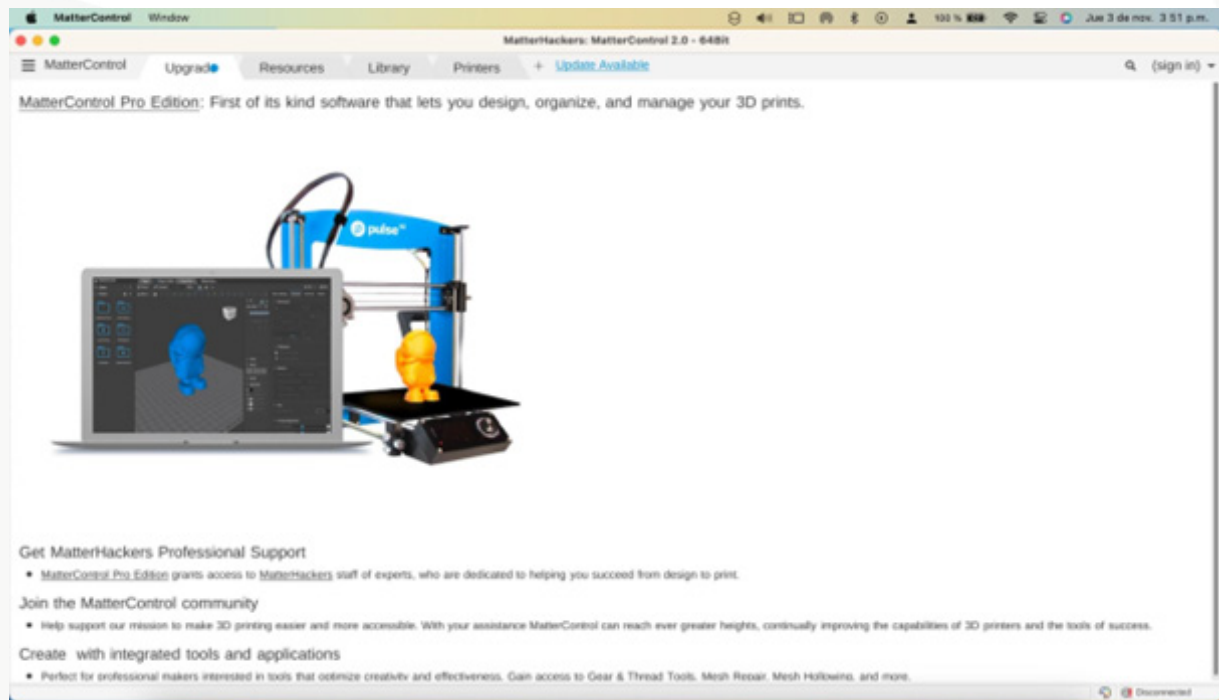 MatterControl Window 100 % Jue 3 de nov. 3:51 p.m.
MatterHackers: MatterControl 2.0 - 64Bit
MatterControl Upgrade Resources Library Printers + Update Available (sign in)
MatterControl Pro Edition: First of its kind software that lets you design, organize, and manage your 3D prints.
pulse
Get MatterHackers Professional Support
• MatterControl Pro Edition grants access to MatterHackers staff of experts, who are dedicated to helping you succeed from design to print.
Join the MatterControl community
• Help support our mission to make 3D printing easier and more accessible. With your assistance MatterControl can reach ever greater heights, continually improving the capabilities of 3D printers and the tools of success.
Create with integrated tools and applications
• Perfect for professional makers interested in tools that optimize creativity and effectiveness. Gain access to Gear & Thread Tools, Mesh Repair, Mesh Hollowing, and more.
Disconnected